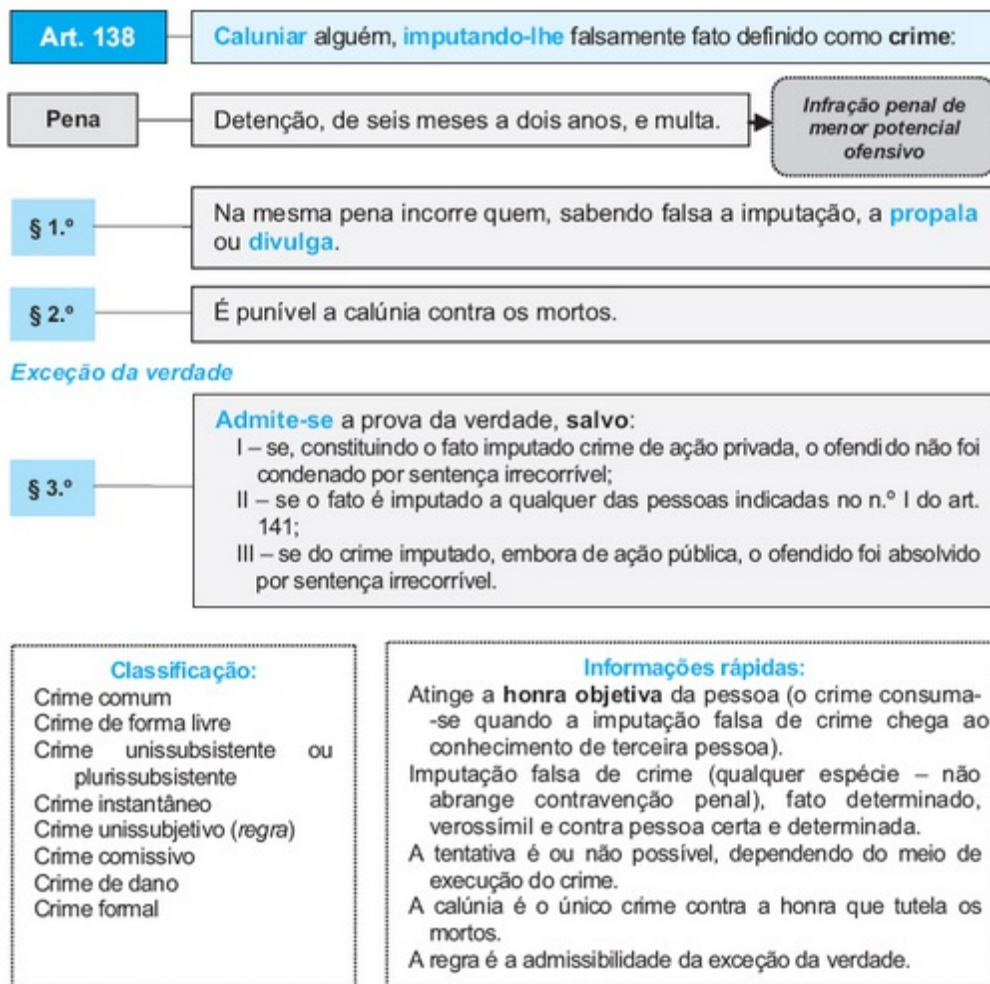 Art. 138
Caluniar alguém, imputando-lhe falsamente fato definido como crime:
Pena
Detenção, de seis meses a dois anos, e multa.
Infração penal de
menor potencial
ofensivo
§ 1.º
Na mesma pena incorre quem, sabendo falsa a imputação, a propala
ou divulga.
§ 2.º
É punível a calúnia contra os mortos.
Exceção da verdade
§ 3.º
Admite-se a prova da verdade, salvo:
I – se, constituindo o fato imputado crime de ação privada, o ofendido não foi
condenado por sentença irrecorrível;
II – se o fato é imputado a qualquer das pessoas indicadas no n.º I do art.
141;
III – se do crime imputado, embora de ação pública, o ofendido foi absolvido
por sentença irrecorrível.
Classificação:
Crime comum
Crime de forma livre
Crime unissubsistente ou
plurissubsistente
Crime instantâneo
Crime unissubjetivo (regra)
Crime comissivo
Crime de dano
Crime formal
Informações rápidas:
Atinge a honra objetiva da pessoa (o crime consuma-
-se quando a imputação falsa de crime chega ao
conhecimento de terceira pessoa).
Imputação falsa de crime (qualquer espécie – não
abrange contravenção penal), fato determinado,
verossímil e contra pessoa certa e determinada.
A tentativa é ou não possível, dependendo do meio de
execução do crime.
A calúnia é o único crime contra a honra que tutela os
mortos.
A regra é a admissibilidade da exceção da verdade.